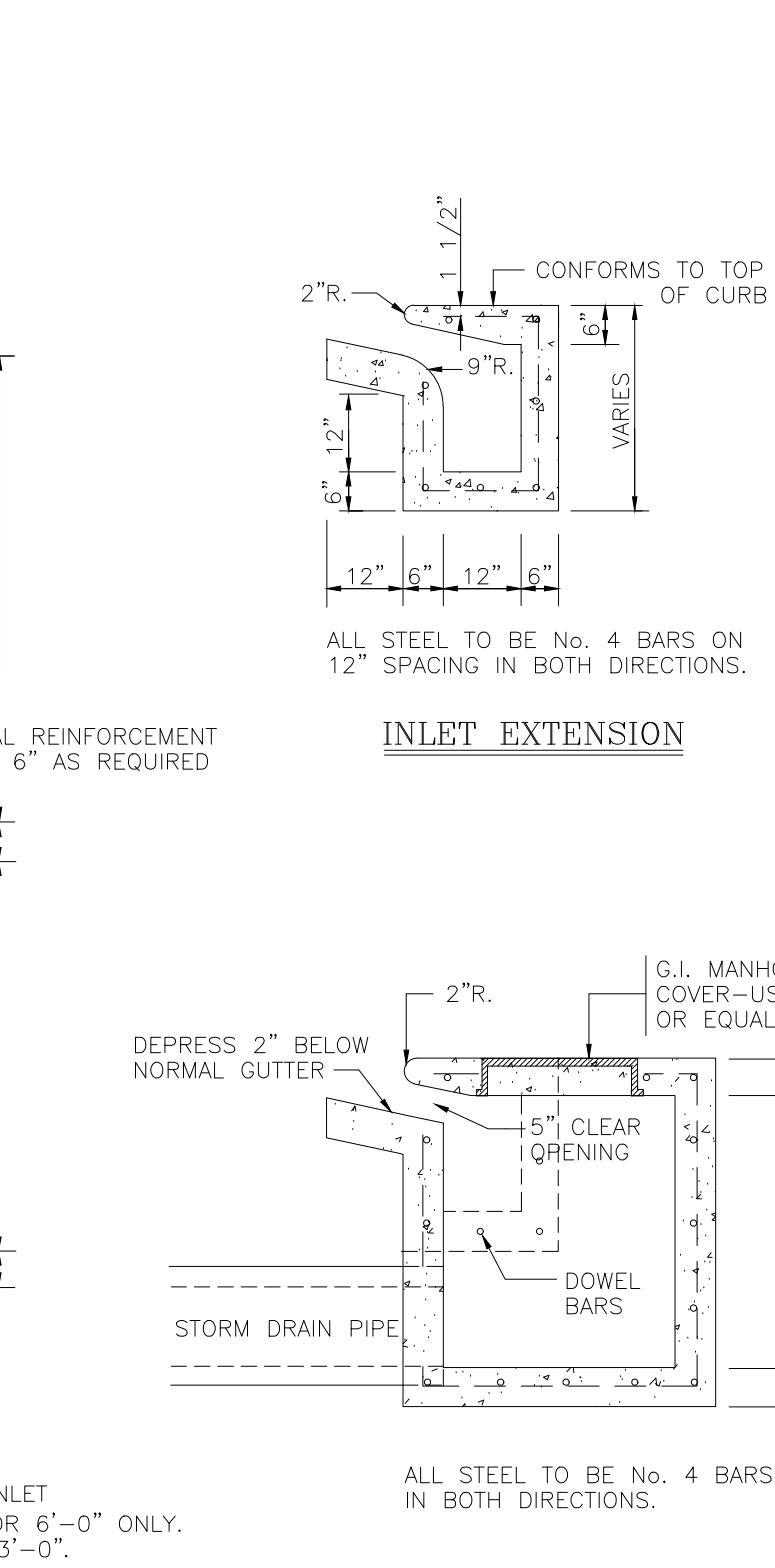 1 1/2"
CONFORMS TO TOP
OF CURB
2"R.
6"
9"R.
VARIES
12"
6"
12" 6" 12" 6"
ALL STEEL TO BE No. 4 BARS ON
12" SPACING IN BOTH DIRECTIONS.
INLET EXTENSION
REINFORCEMENT
6" AS REQUIRED
G.I.
OR EQUAL
2"R.
DEPRESS 2" BELOW
NORMAL GUTTER
5" CLEAR
OPENING
DOWEL
BARS
STORM DRAIN PIPE
ALL STEEL TO BE No. 4 BARS
IN BOTH DIRECTIONS.
6'-0" ONLY.
3'-0".